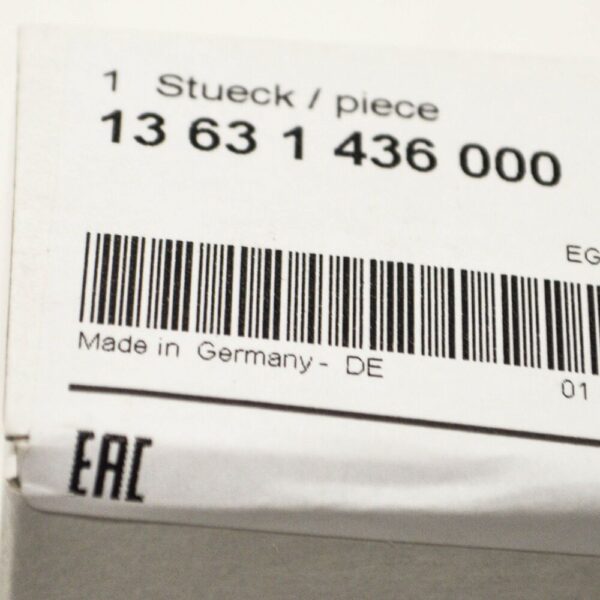 1 Stueck / piece
13 63 1 436 000
EG
Made in Germany - DE
01
EAC